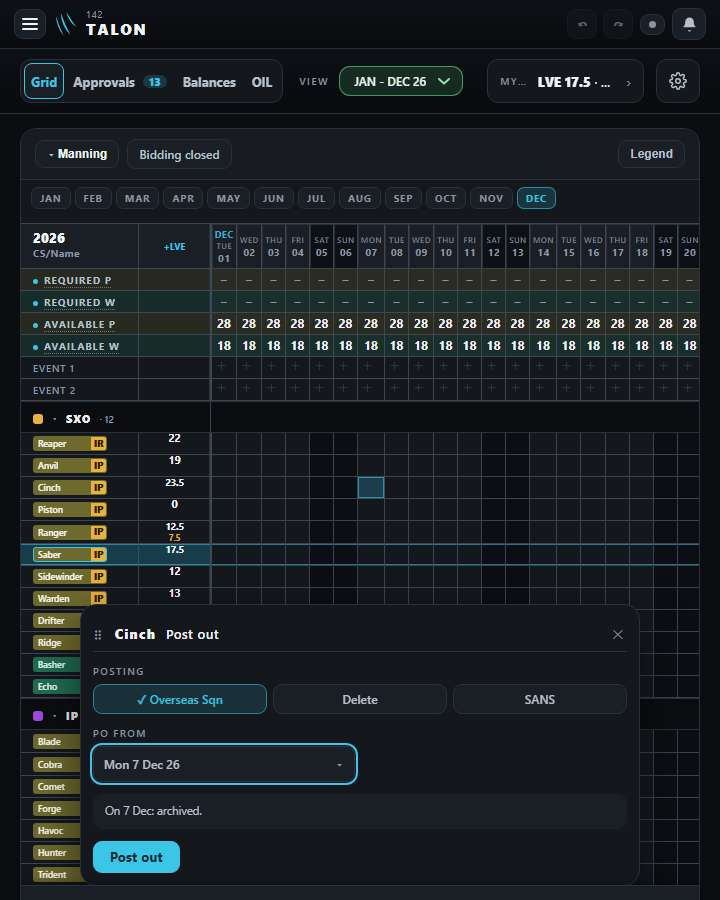 142
TALON
Grid Approvals 13 Balances OIL VIEW JAN - DEC 26 MY... LVE 17.5 · ... ›
Manning Bidding closed Legend
JAN FEB MAR APR MAY JUN JUL AUG SEP OCT NOV DEC
2026
CS/Name
+LVE
DEC
TUE WED THU FRI SAT SUN MON TUE WED THU FRI SAT SUN MON TUE WED THU FRI SAT SUN
01 02 03 04 05 06 07 08 09 10 11 12 13 14 15 16 17 18 19 20
REQUIRED P – – – – – – – – – – – – – – – – – – – –
REQUIRED W – – – – – – – – – – – – – – – – – – – –
AVAILABLE P 28 28 28 28 28 28 28 28 28 28 28 28 28 28 28 28 28 28 28 28
AVAILABLE W 18 18 18 18 18 18 18 18 18 18 18 18 18 18 18 18 18 18 18 18
EVENT 1 + + + + + + + + + + + + + + + + + + + +
EVENT 2 + + + + + + + + + + + + + + + + + + + +
SXO · 12
Reaper IR 22
Anvil IP 19
Cinch IP 23.5
Piston IP 0
Ranger IP 12.5
7.5
Saber IP 17.5
Sidewinder IP 12
Warden IP 13
Drifter
Ridge
Basher
Echo
IP
Blade
Cobra
Comet
Forge
Havoc
Hunter
Trident
Cinch Post out
POSTING
✓ Overseas Sqn Delete SANS
PO FROM
Mon 7 Dec 26
On 7 Dec: archived.
Post out